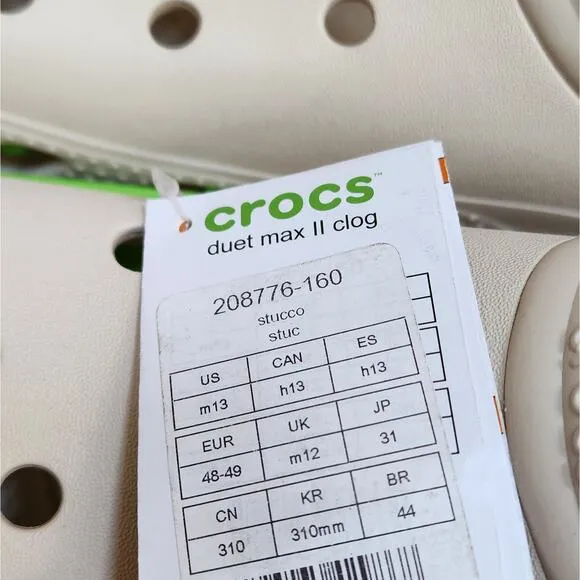 crocs™
duet max II clog
208776-160
stucco
stuc
US CAN ES
m13 h13 h13
EUR UK JP
48-49 m12 31
CN KR BR
310 310mm 44